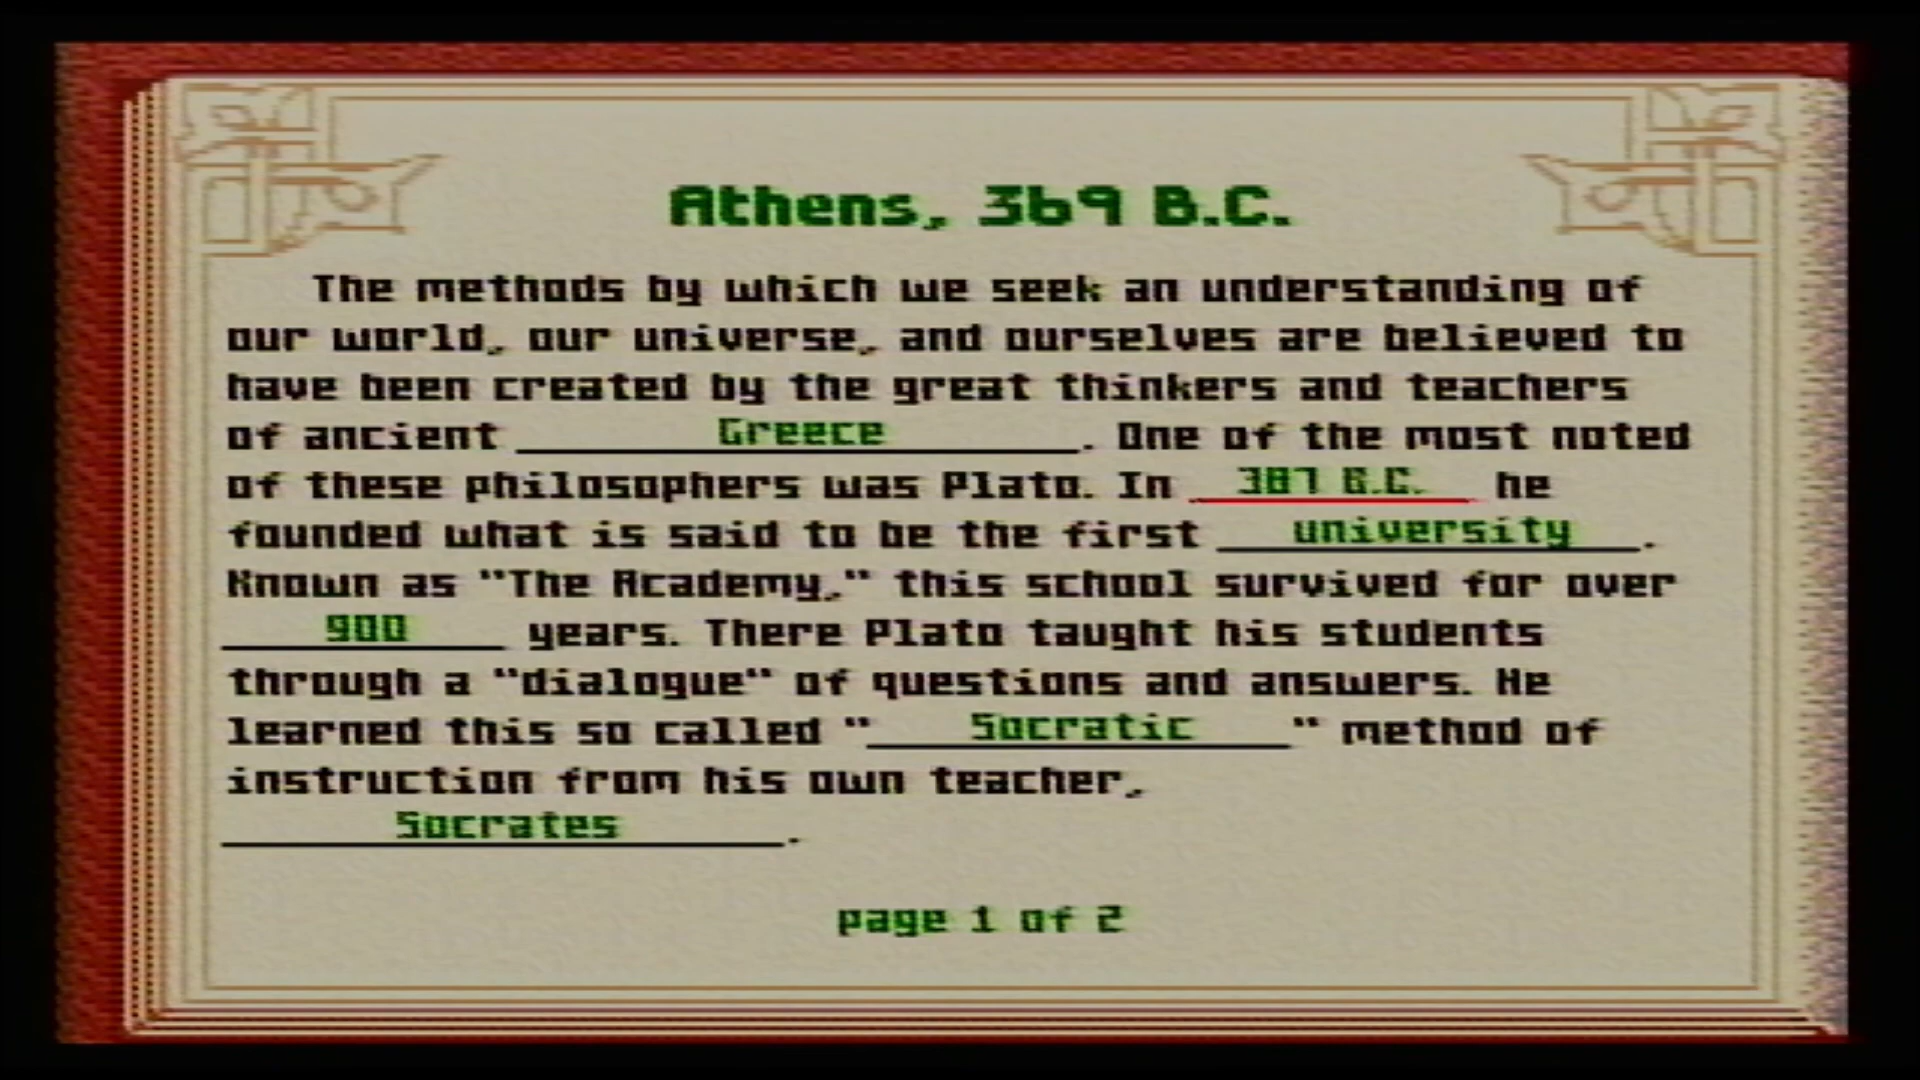 Athens, 369 B.C.
The methods by which we seek an understanding of
our world, our universe, and ourselves are believed to
have been created by the great thinkers and teachers
of ancient Greece. One of the most noted
of these philosophers was Plato. In 387 B.C. he
founded what is said to be the first university.
Known as "The Academy," this school survived for over
900 years. There Plato taught his students
through a "dialogue" of questions and answers. He
learned this so called "Socratic" method of
instruction from his own teacher,
Socrates.
page 1 of 2